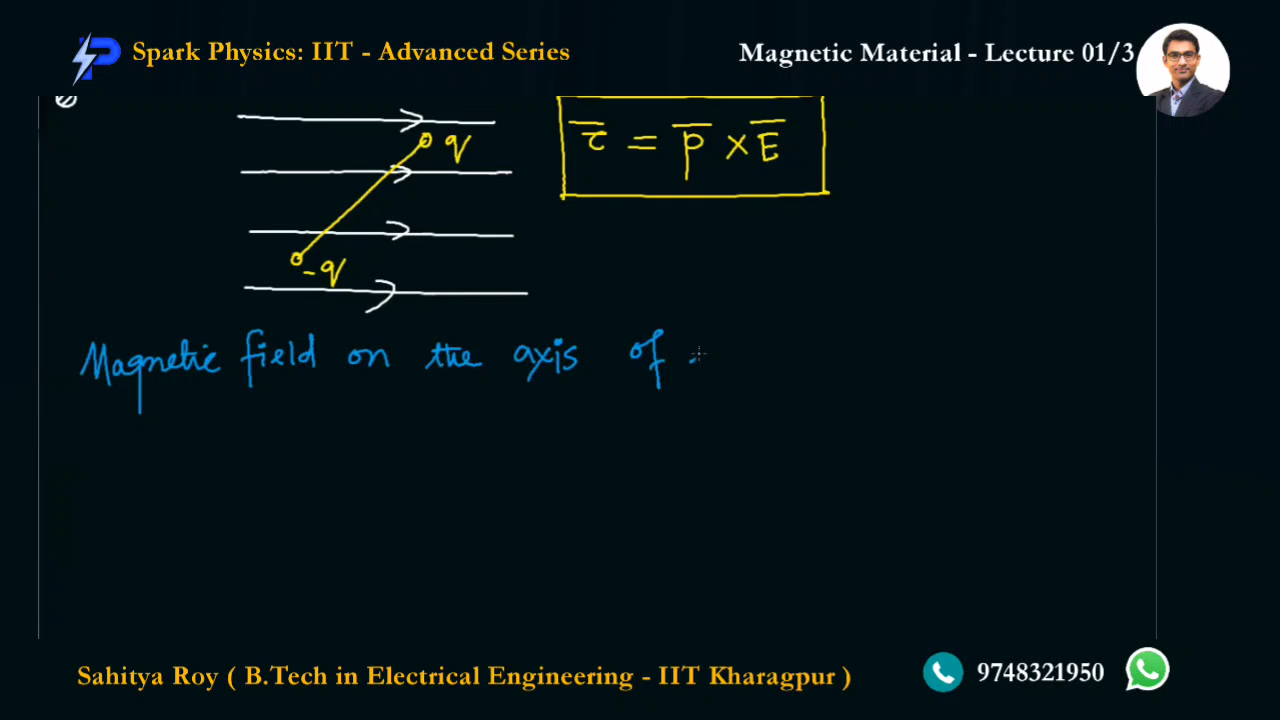 Spark Physics: IIT - Advanced Series
Magnetic Material - Lecture 01/3
q
-q
τ̅ = p̅ × E̅
Magnetic field on the axis of
Sahitya Roy ( B.Tech in Electrical Engineering - IIT Kharagpur )
9748321950